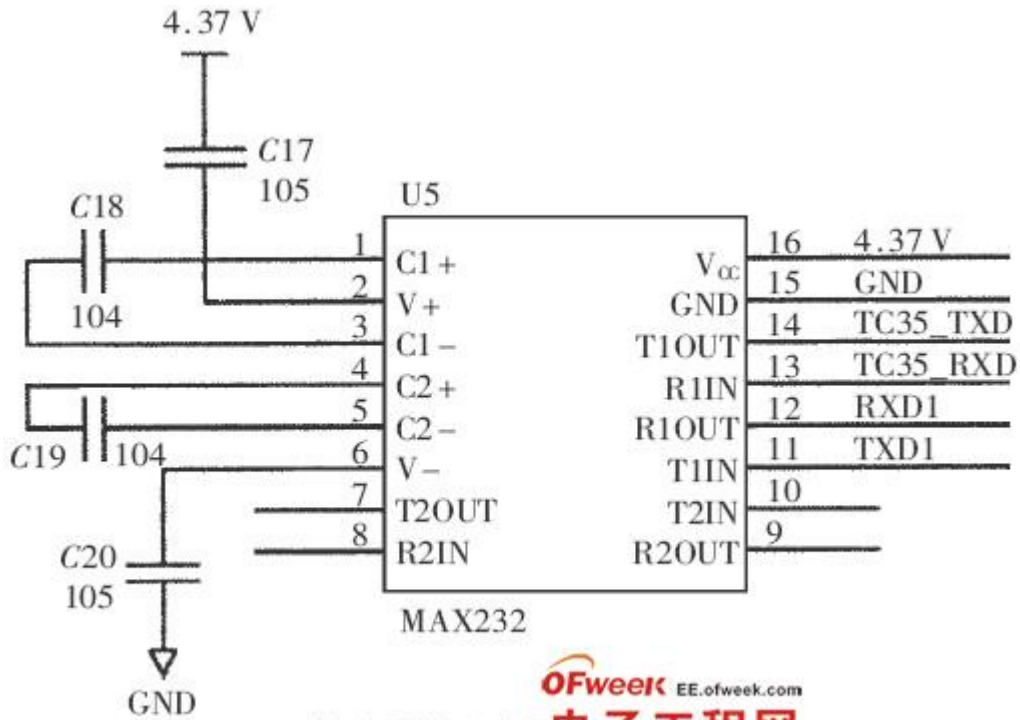 4.37 V
C17
105
U5
C18
104
1
2
3
4
5
6
7
8
C1+
V+
C1-
C2+
C2-
V-
T2OUT
R2IN
V_CC
GND
T1OUT
R1IN
R1OUT
T1IN
T2IN
R2OUT
16 4.37 V
15 GND
14 TC35_TXD
13 TC35_RXD
12 RXD1
11 TXD1
10
9
C19 104
C20
105
GND
MAX232
OFweek EE.ofweek.com